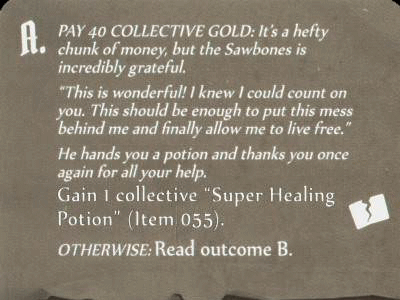 A. PAY 40 COLLECTIVE GOLD: It's a hefty
chunk of money, but the Sawbones is
incredibly grateful.
“This is wonderful! I knew I could count on
you. This should be enough to put this mess
behind me and finally allow me to live free.”
He hands you a potion and thanks you once
again for all your help.
Gain 1 collective “Super Healing
Potion” (Item 055).
OTHERWISE: Read outcome B.